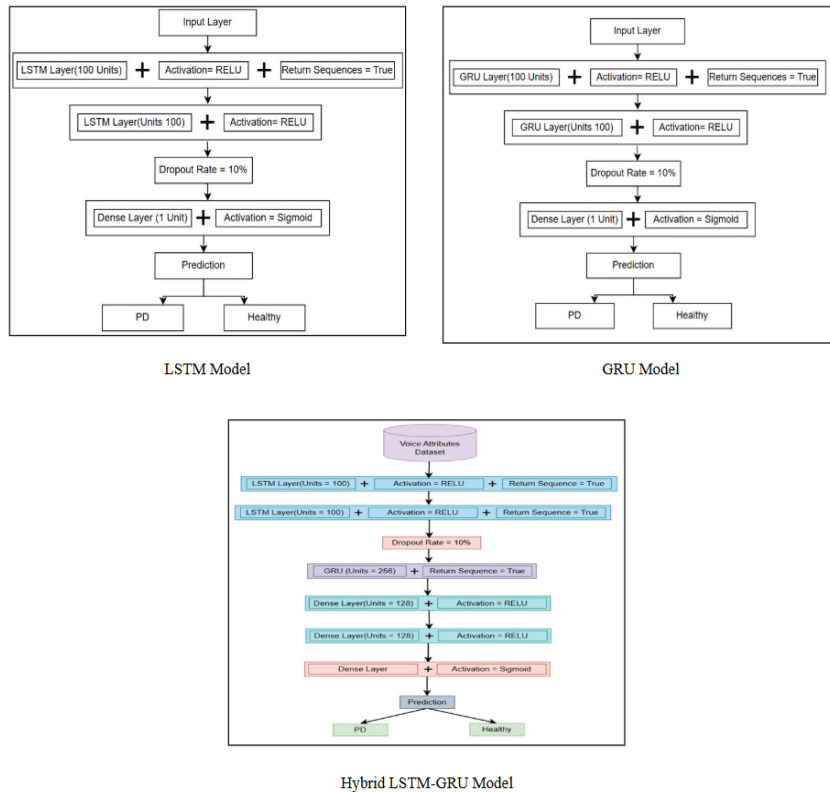 Input Layer
LSTM Layer(100 Units) + Activation= RELU + Return Sequences = True
LSTM Layer(Units 100) + Activation= RELU
Dropout Rate = 10%
Dense Layer (1 Unit) + Activation = Sigmoid
Prediction
PD Healthy
LSTM Model
Input Layer
GRU Layer(100 Units) + Activation= RELU + Return Sequences = True
GRU Layer(Units 100) + Activation= RELU
Dropout Rate = 10%
Dense Layer (1 Unit) + Activation = Sigmoid
Prediction
PD Healthy
GRU Model
Voice Attributes
Dataset
LSTM Layer(Units = 100) + Activation = RELU + Return Sequence = True
LSTM Layer(Units = 100) + Activation = RELU + Return Sequence = True
Dropout Rate = 10%
GRU (Units = 256) + Return Sequence = True
Dense Layer(Units = 128) + Activation = RELU
Dense Layer(Units = 128) + Activation = RELU
Dense Layer + Activation = Sigmoid
Prediction
PD Healthy
Hybrid LSTM-GRU Model